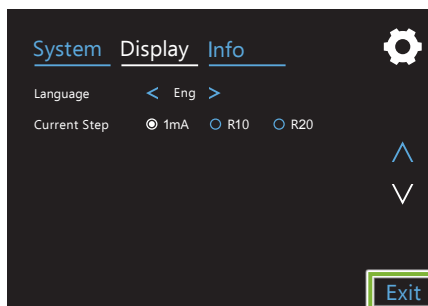 System Display Info
Language < Eng >
Current Step 1mA R10 R20
Exit